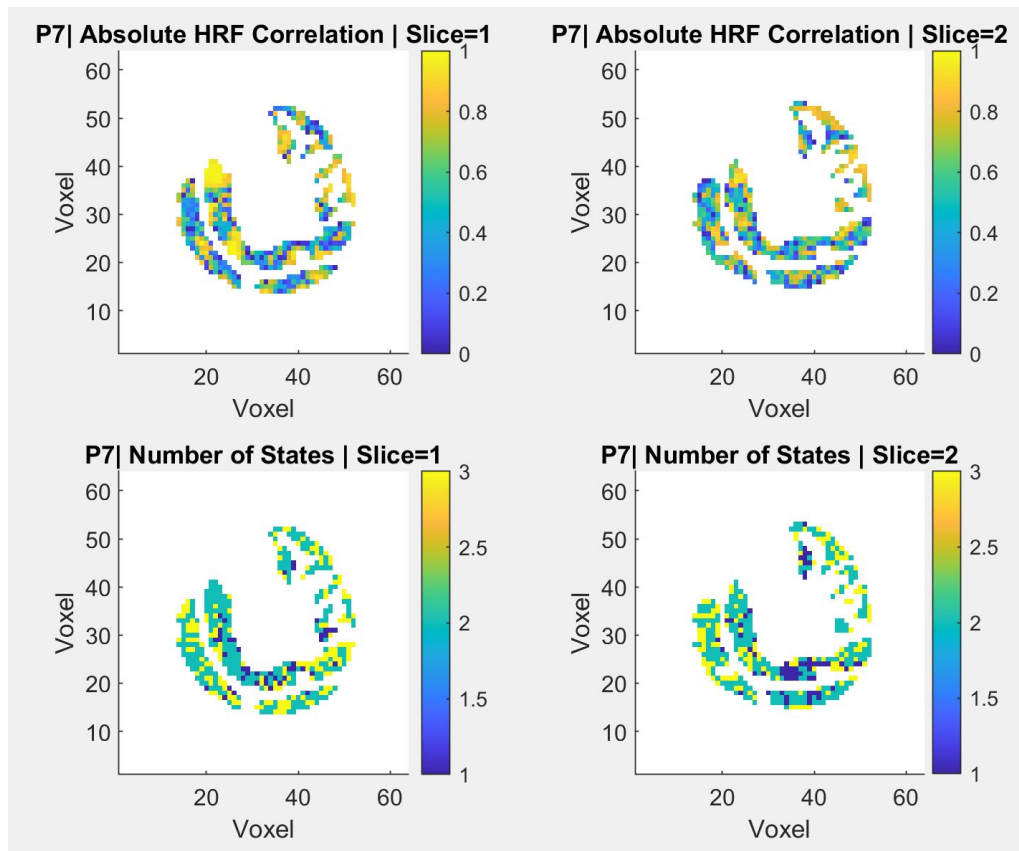 P7| Absolute HRF Correlation | Slice=1
60
50
40
30
20
10
Voxel
20 40 60
Voxel
1
0.8
0.6
0.4
0.2
0
P7| Absolute HRF Correlation | Slice=2
60
50
40
30
20
10
Voxel
20 40 60
Voxel
1
0.8
0.6
0.4
0.2
0
P7| Number of States | Slice=1
60
50
40
30
20
10
Voxel
20 40 60
Voxel
3
2.5
2
1.5
1
P7| Number of States | Slice=2
60
50
40
30
20
10
Voxel
20 40 60
Voxel
3
2.5
2
1.5
1